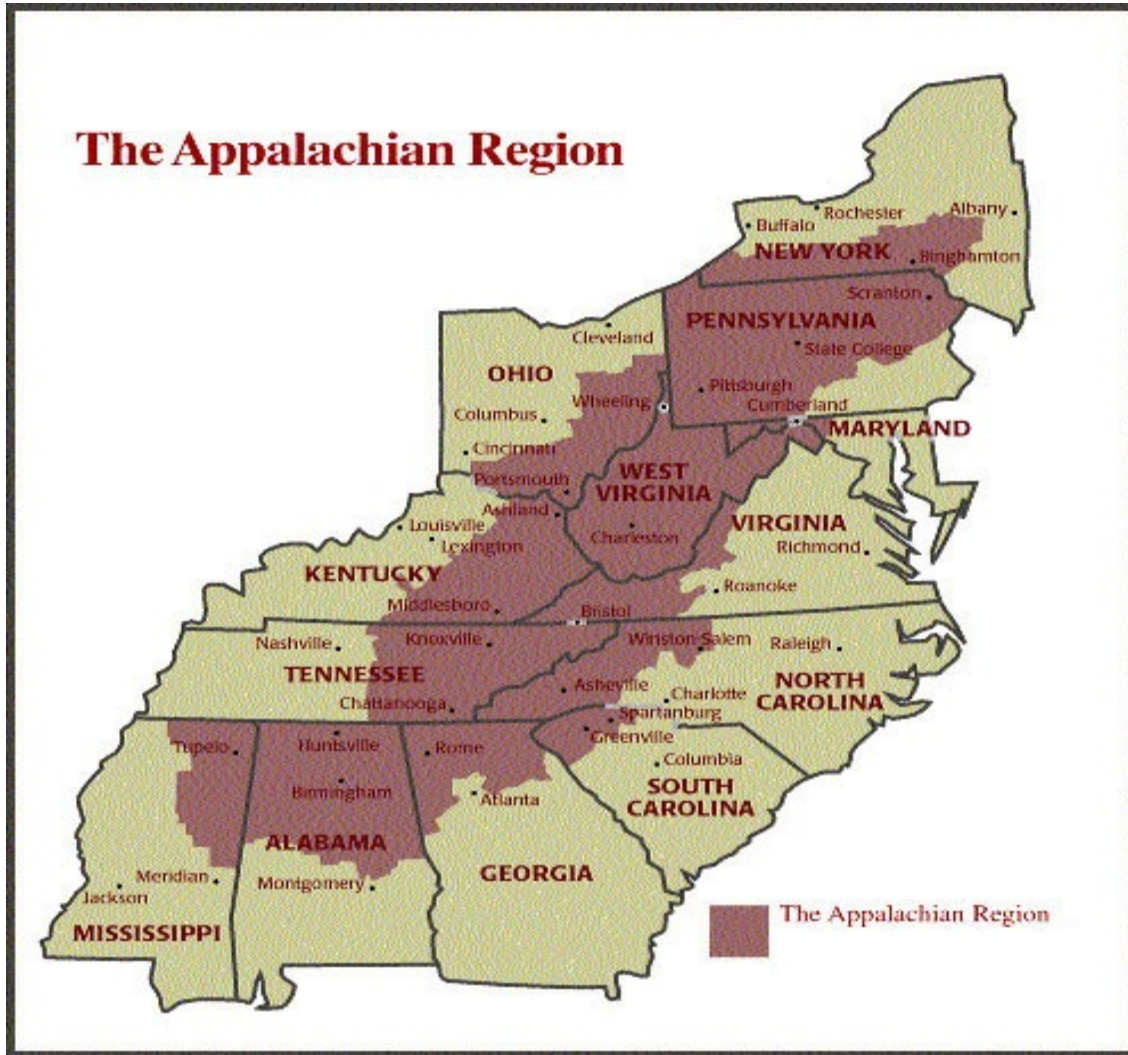 The Appalachian Region
Rochester
Albany
Buffalo
NEW YORK
Binghamton
Scranton
PENNSYLVANIA
Cleveland
State College
OHIO
Pittsburgh
Wheeling
Cumberland
Columbus
MARYLAND
Cincinnati
WEST
VIRGINIA
Portsmouth
Ashland
VIRGINIA
Louisville
Charleston
Lexington
Richmond
KENTUCKY
Roanoke
Middlesboro
Bristol
Nashville
Knoxville
Winston-Salem
Raleigh
TENNESSEE
Asheville
NORTH
CAROLINA
Charlotte
Chattanooga
Spartanburg
Greenville
Tupelo
Huntsville
Rome
Columbia
Birmingham
SOUTH
CAROLINA
Atlanta
ALABAMA
GEORGIA
Meridian
Montgomery
Jackson
MISSISSIPPI
The Appalachian Region